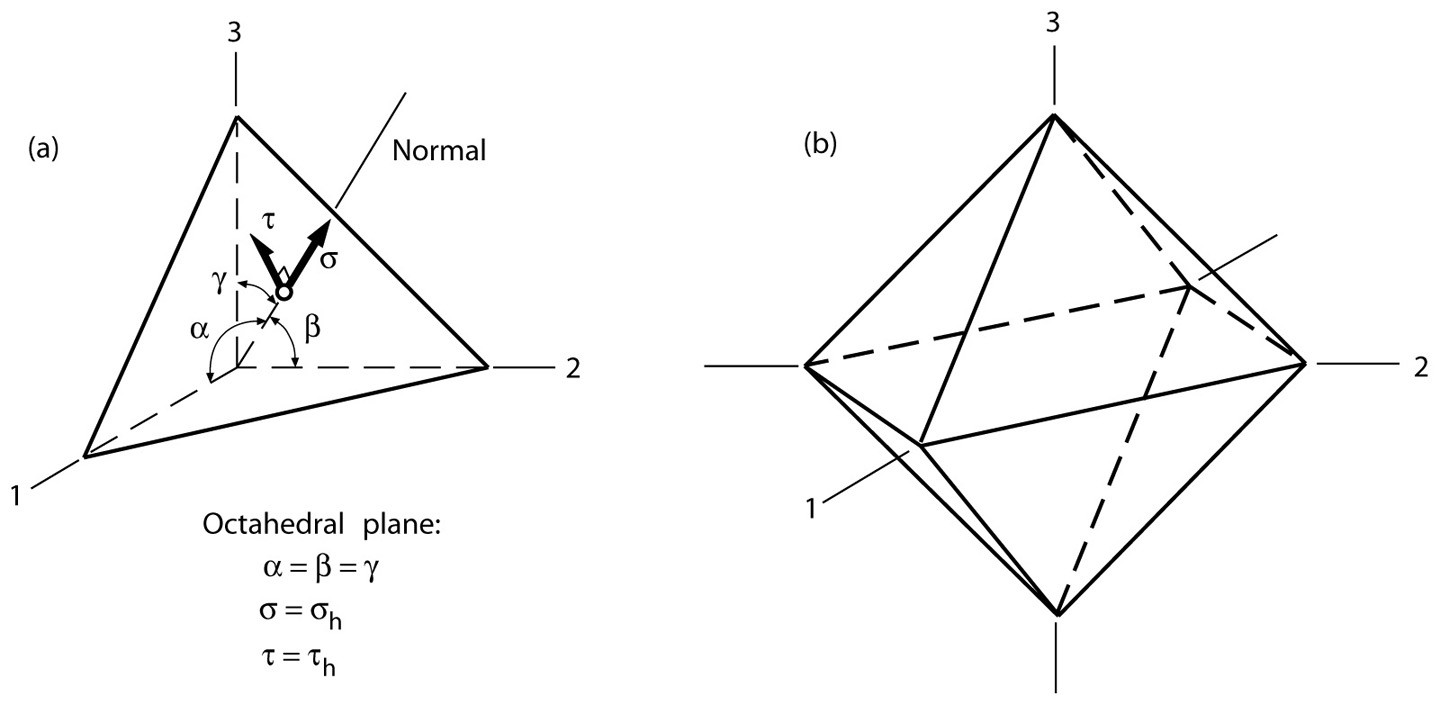 (a)
3
Normal
τ
σ
γ
α
β
2
1
Octahedral plane:
α = β = γ
σ = σh
τ = τh
(b)
3
2
1